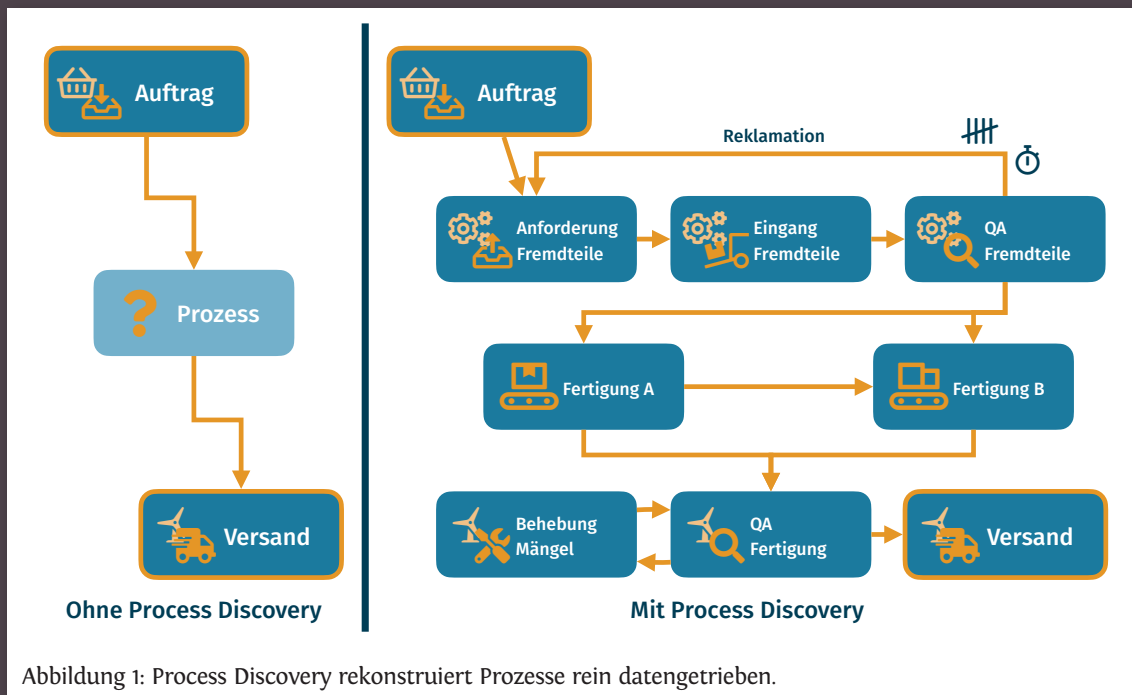 Auftrag
Prozess
Versand
Ohne Process Discovery
Auftrag
Reklamation
Anforderung
Fremdteile
Eingang
Fremdteile
QA
Fremdteile
Fertigung A
Fertigung B
Behebung
Mängel
QA
Fertigung
Versand
Mit Process Discovery
Abbildung 1: Process Discovery rekonstruiert Prozesse rein datengetrieben.